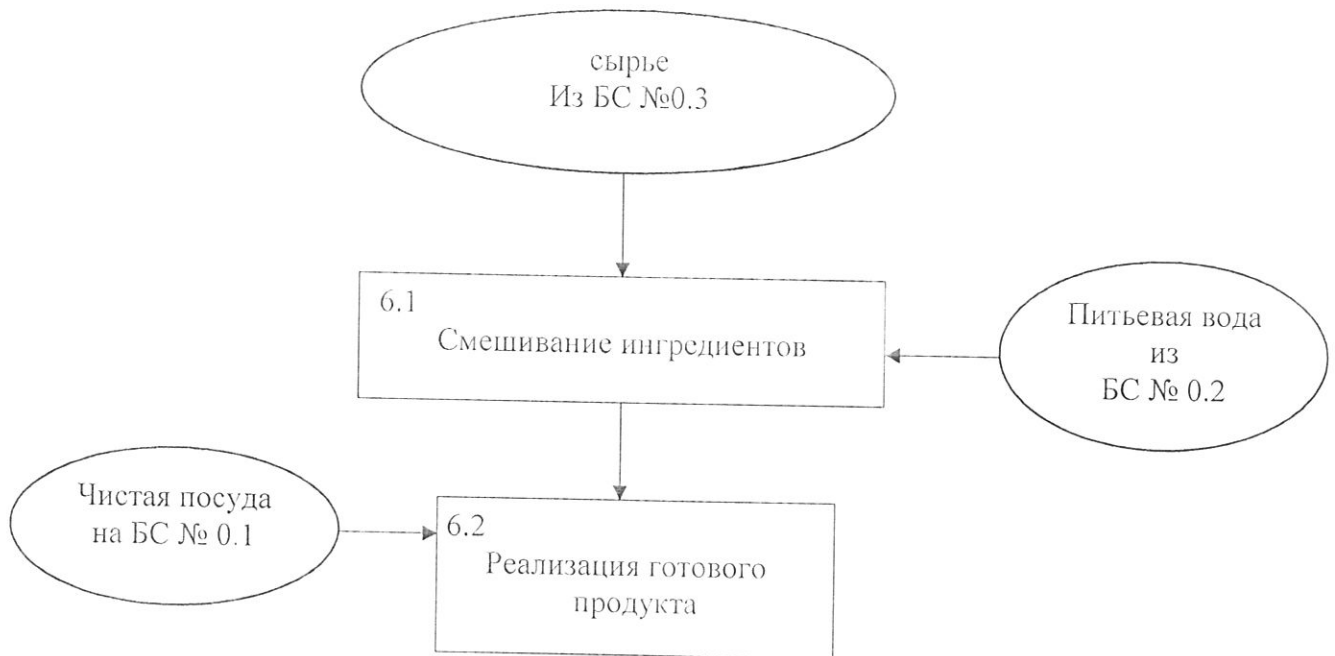 сырье
Из БС №0.3
6.1
Смешивание ингредиентов
Питьевая вода
из
БС № 0.2
Чистая посуда
на БС № 0.1
6.2
Реализация готового
продукта